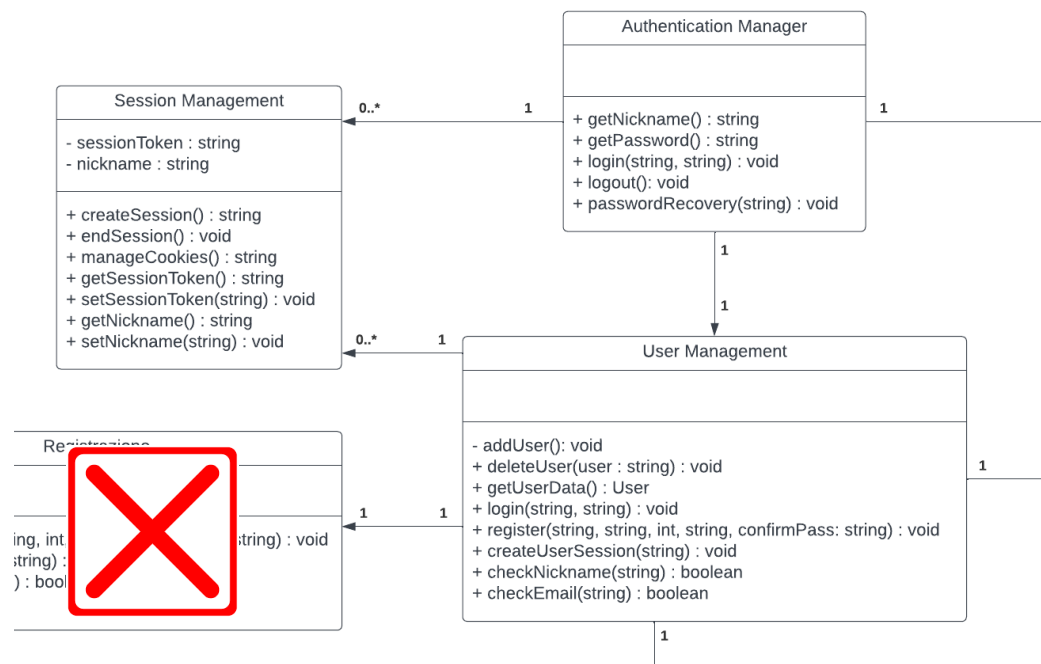 Authentication Manager
+ getNickname() : string
+ getPassword() : string
+ login(string, string) : void
+ logout(): void
+ passwordRecovery(string) : void
1
0..*
1
Session Management
- sessionToken : string
- nickname : string
+ createSession() : string
+ endSession() : void
+ manageCookies() : string
+ getSessionToken() : string
+ setSessionToken(string) : void
+ getNickname() : string
+ setNickname(string) : void
1
1
0..*
1
User Management
- addUser(): void
+ deleteUser(user : string) : void
+ getUserData() : User
+ login(string, string) : void
+ register(string, string, int, string, confirmPass: string) : void
+ createUserSession(string) : void
+ checkNickname(string) : boolean
+ checkEmail(string) : boolean
1
1
1
1
string) : void